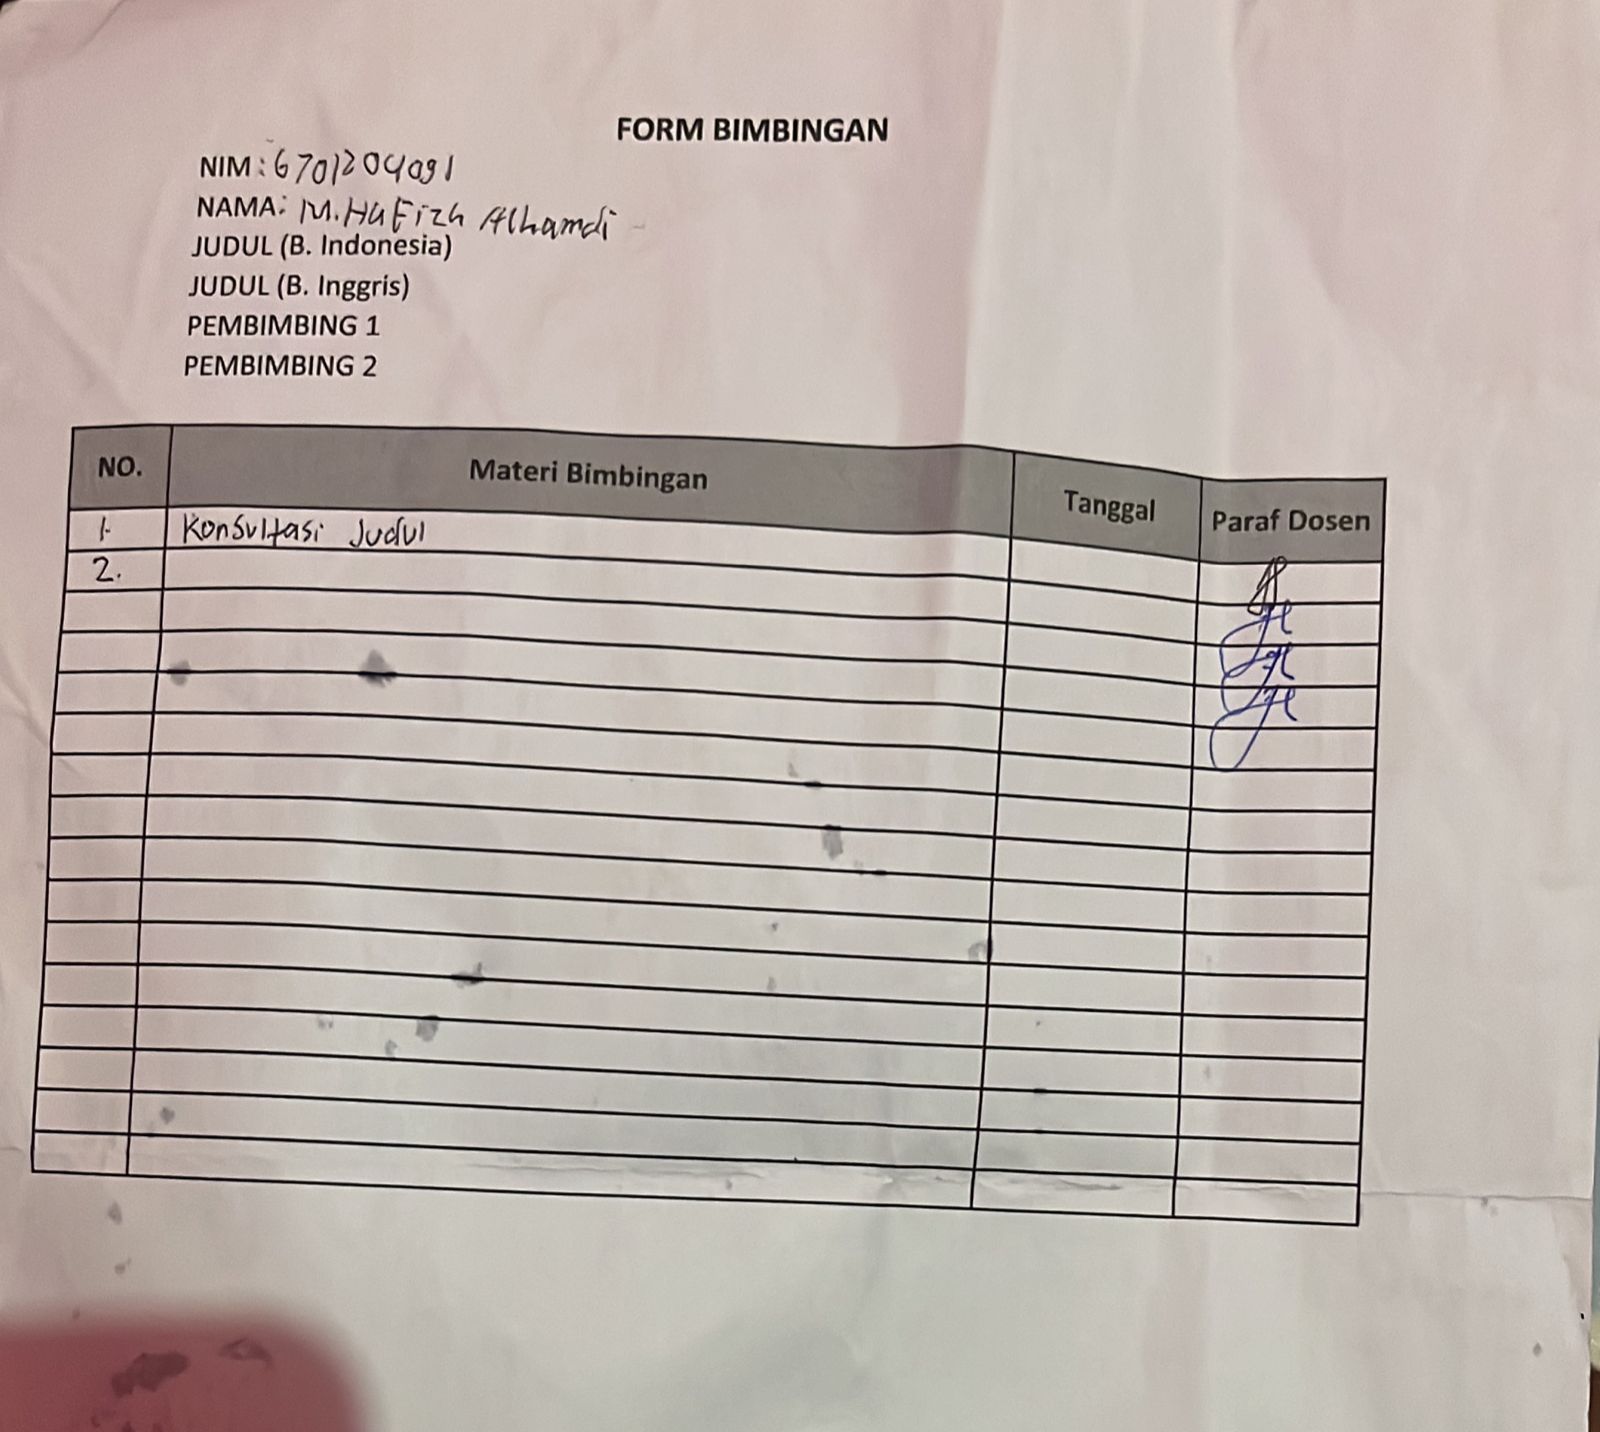 FORM BIMBINGAN
NIM : 6701204091
NAMA: M. Hafizh Alhamdi
JUDUL (B. Indonesia)
JUDUL (B. Inggris)
PEMBIMBING 1
PEMBIMBING 2
NO. Materi Bimbingan Tanggal Paraf Dosen
1. Konsultasi Judul
2.